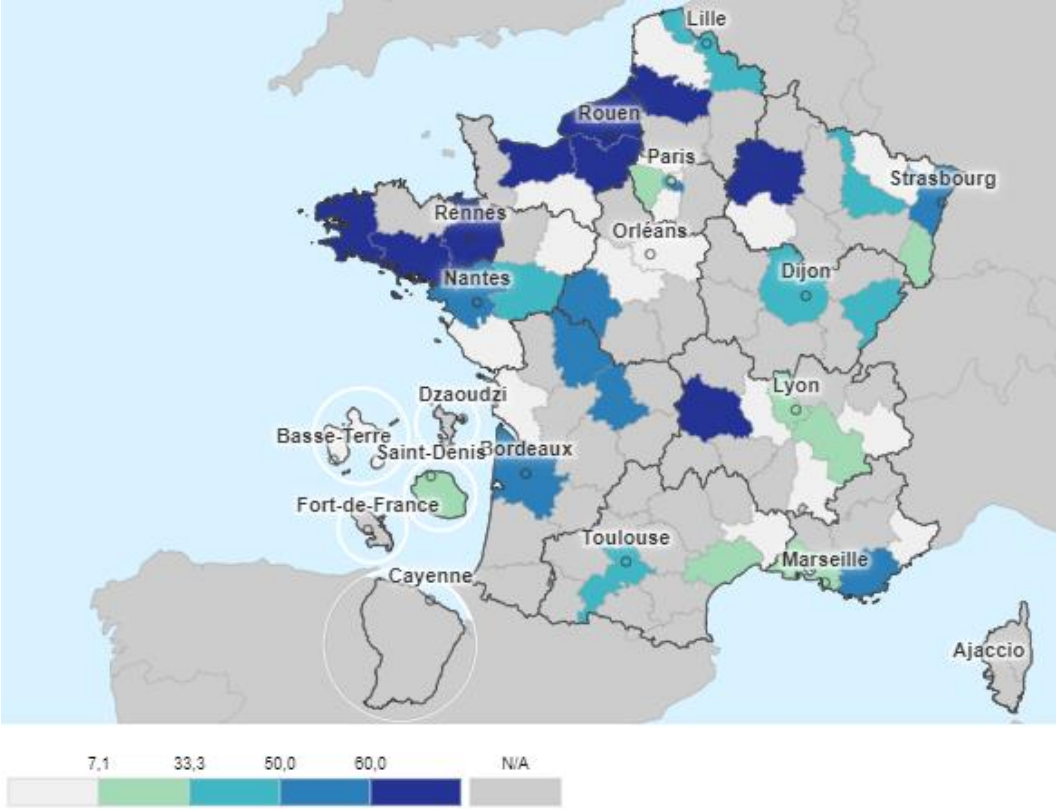 Lille
Rouen
Paris
Strasbourg
Rennes
Orléans
Nantes
Dijon
Dzaoudzi
Lyon
Basse-Terre
Saint-Denis
Bordeaux
Fort-de-France
Toulouse
Marseille
Cayenne
Ajaccio
7,1 33,3 50,0 60,0 N/A